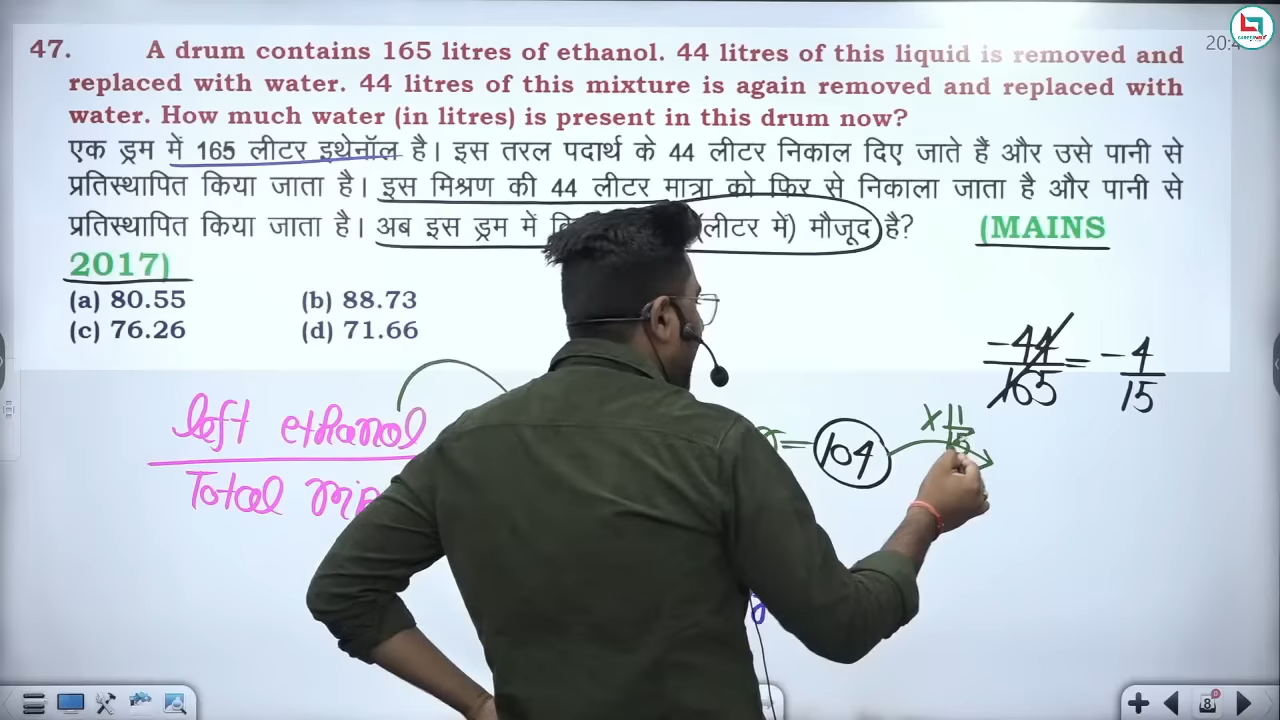 47. A drum contains 165 litres of ethanol. 44 litres of this liquid is removed and
replaced with water. 44 litres of this mixture is again removed and replaced with
water. How much water (in litres) is present in this drum now?
एक ड्रम में 165 लीटर इथेनॉल है। इस तरल पदार्थ के 44 लीटर निकाल दिए जाते हैं और उसे पानी से
प्रतिस्थापित किया जाता है। इस मिश्रण की 44 लीटर मात्रा को फिर से निकाला जाता है और पानी से
प्रतिस्थापित किया जाता है। अब इस ड्रम में (लीटर में) मौजूद है? (MAINS
2017)
(a) 80.55 (b) 88.73
(c) 76.26 (d) 71.66
-44/165 = -4/15
left ethanol
Total
= 104 × 11/15